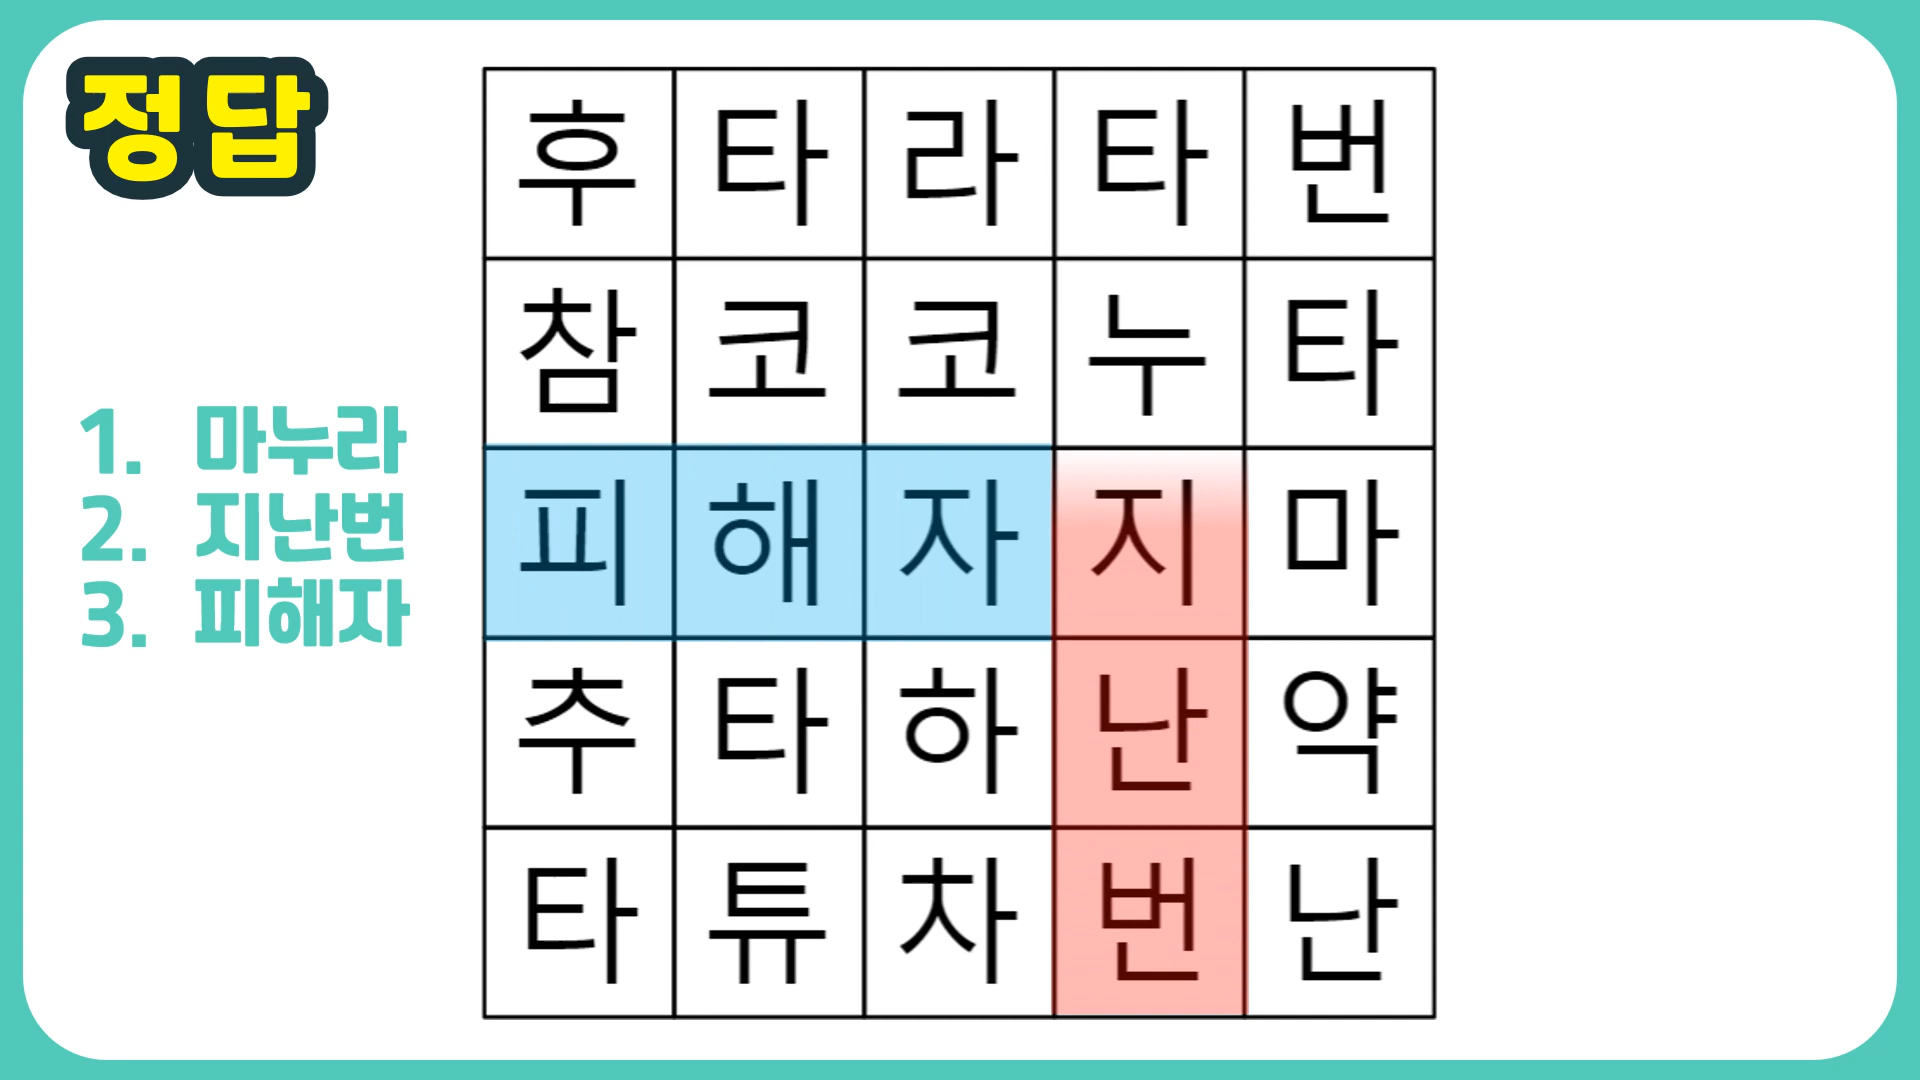 정답
1. 마누라
2. 지난번
3. 피해자
후 타 라 타 번
참 코 코 누 타
피 해 자 지 마
추 타 하 난 약
타 튜 차 번 난